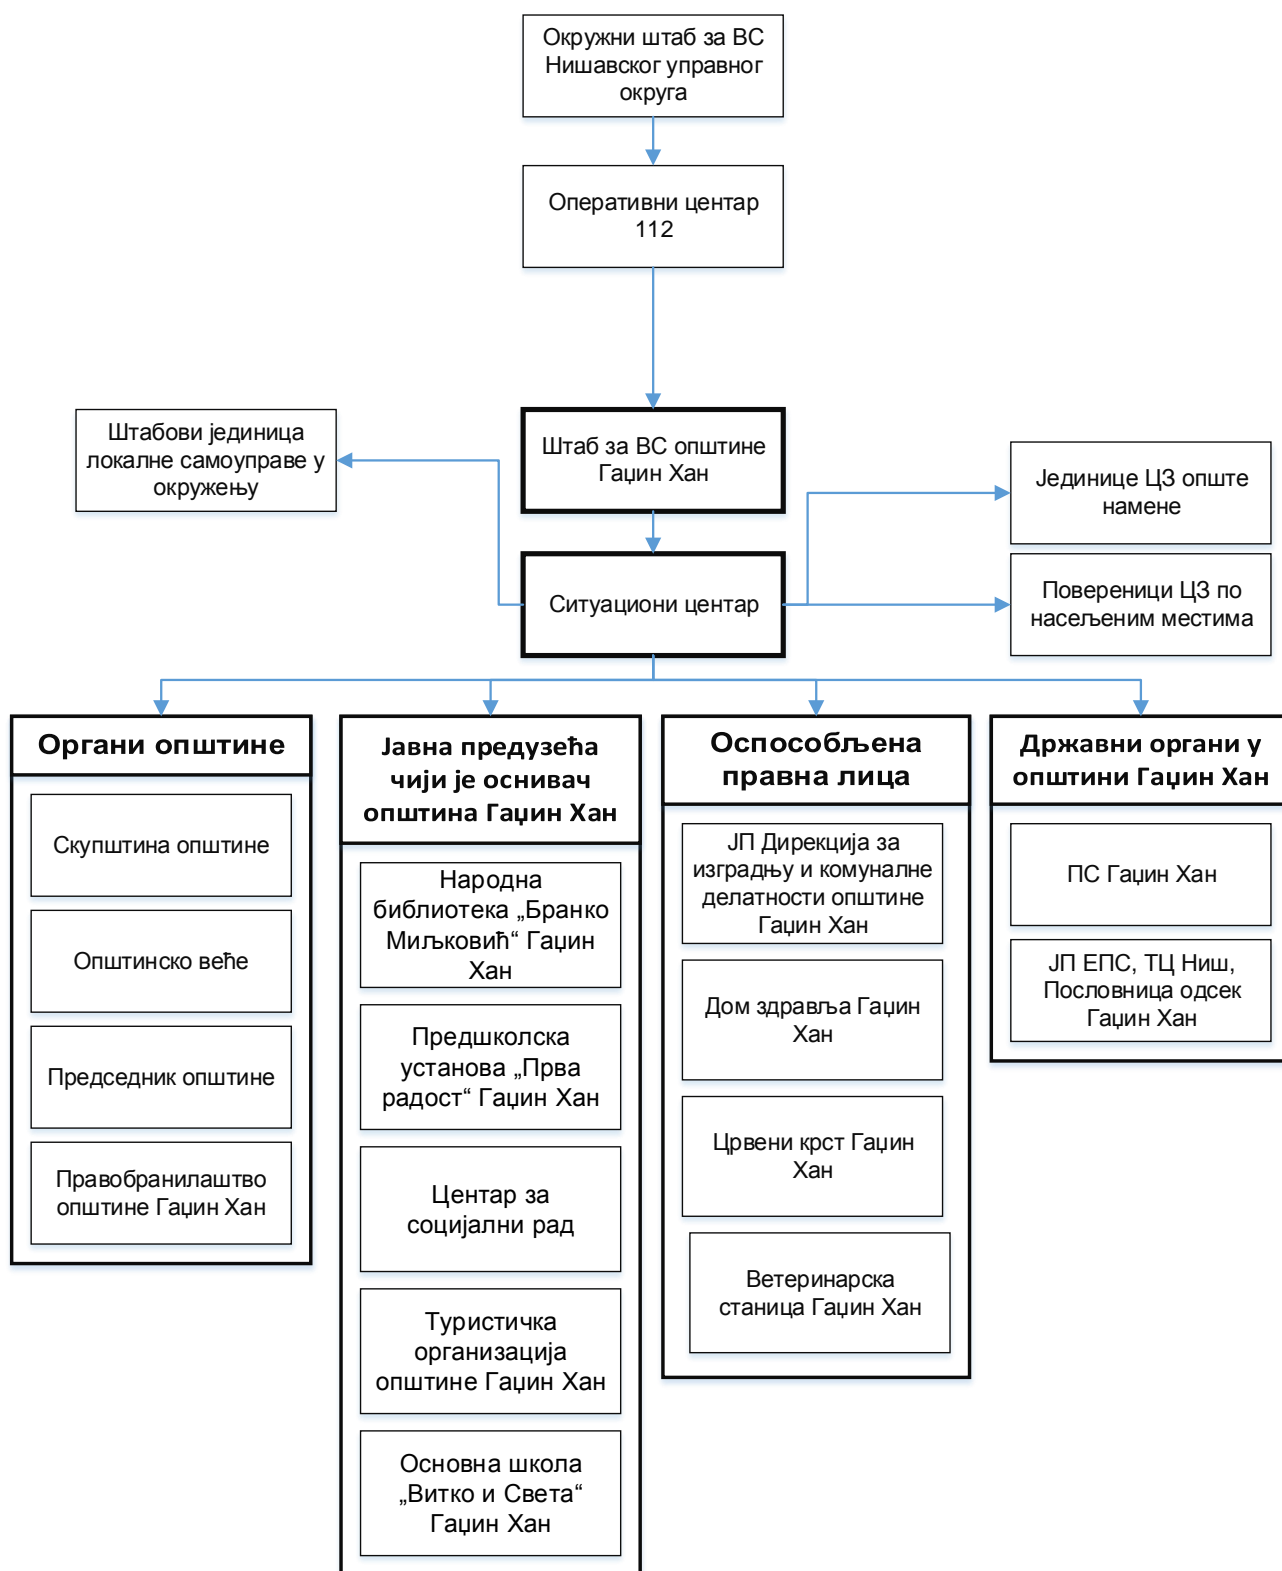 Окружни штаб за ВС
Нишавског управног
округа
Оперативни центар
112
Штаб за ВС општине
Гаџин Хан
Штабови јединица
локалне самоуправе у
окружењу
Јединице ЦЗ опште
намене
Ситуациони центар
Повереници ЦЗ по
насељеним местима
Органи општине
Скупштина општине
Општинско веће
Председник општине
Правобранилаштво
општине Гаџин Хан
Јавна предузећа
чији је оснивач
општина Гаџин Хан
Народна
библиотека „Бранко
Миљковић“ Гаџин
Хан
Предшколска
установа „Прва
радост“ Гаџин Хан
Центар за
социјални рад
Туристичка
организација
општине Гаџин Хан
Основна школа
„Витко и Света“
Гаџин Хан
Оспособљена
правна лица
ЈП Дирекција за
изградњу и комуналне
делатности општине
Гаџин Хан
Дом здравља Гаџин
Хан
Црвени крст Гаџин
Хан
Ветеринарска
станица Гаџин Хан
Државни органи у
општини Гаџин Хан
ПС Гаџин Хан
ЈП ЕПС, ТЦ Ниш,
Пословница одсек
Гаџин Хан